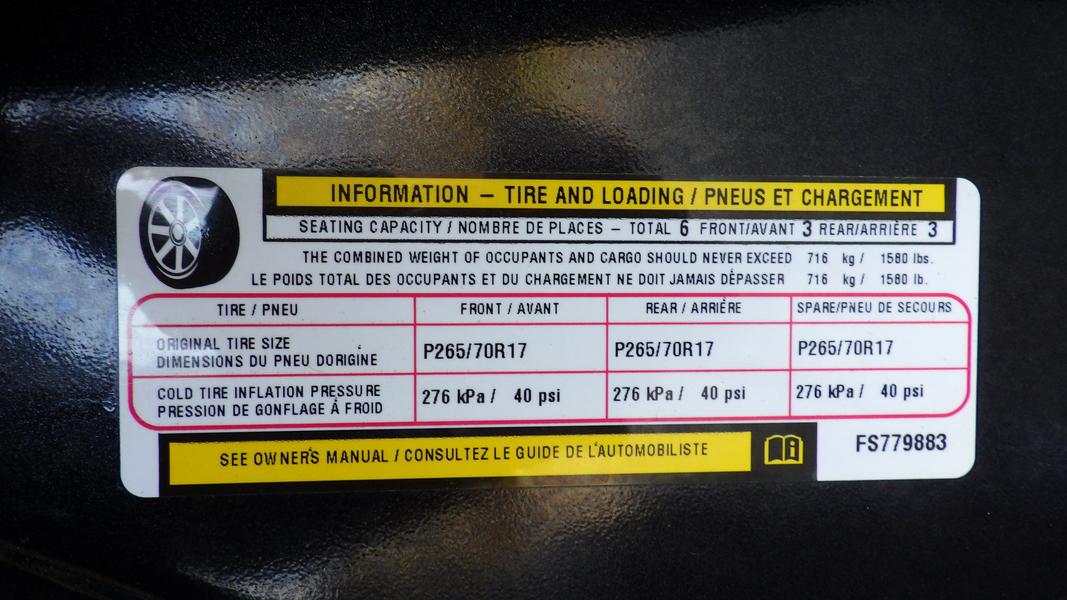 INFORMATION – TIRE AND LOADING / PNEUS ET CHARGEMENT
SEATING CAPACITY / NOMBRE DE PLACES – TOTAL 6 FRONT/AVANT 3 REAR/ARRIÈRE 3
THE COMBINED WEIGHT OF OCCUPANTS AND CARGO SHOULD NEVER EXCEED 716 kg / 1580 lbs.
LE POIDS TOTAL DES OCCUPANTS ET DU CHARGEMENT NE DOIT JAMAIS DÉPASSER 716 kg / 1580 lb.
TIRE / PNEU FRONT / AVANT REAR / ARRIÈRE SPARE/PNEU DE SECOURS
ORIGINAL TIRE SIZE
DIMENSIONS DU PNEU DORIGINE P265/70R17 P265/70R17 P265/70R17
COLD TIRE INFLATION PRESSURE
PRESSION DE GONFLAGE À FROID 276 kPa / 40 psi 276 kPa / 40 psi 276 kPa / 40 psi
SEE OWNER'S MANUAL / CONSULTEZ LE GUIDE DE L'AUTOMOBILISTE
FS779883